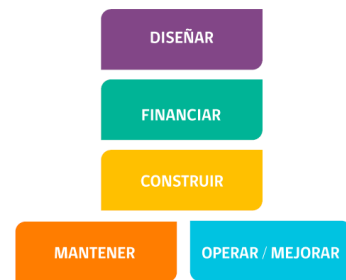 DISEÑAR
FINANCIAR
CONSTRUIR
MANTENER
OPERAR / MEJORAR